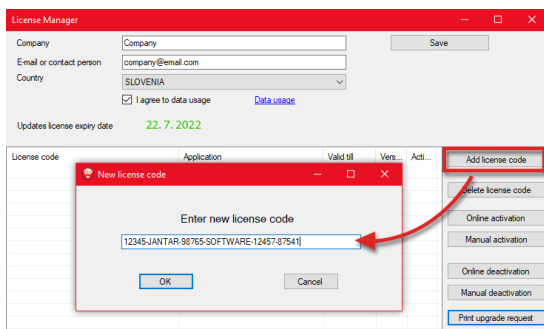 License Manager
Company Company Save
E-mail or contact person company@email.com
Country SLOVENIA
I agree to data usage Data usage
Updates license expiry date 22. 7. 2022
License code Application Valid till Vers... Acti...
Add license code
New license code
Delete license code
Enter new license code
Online activation
12345-JANTAR-98765-SOFTWARE-12457-87541
Manual activation
OK Cancel
Online deactivation
Manual deactivation
Print upgrade request